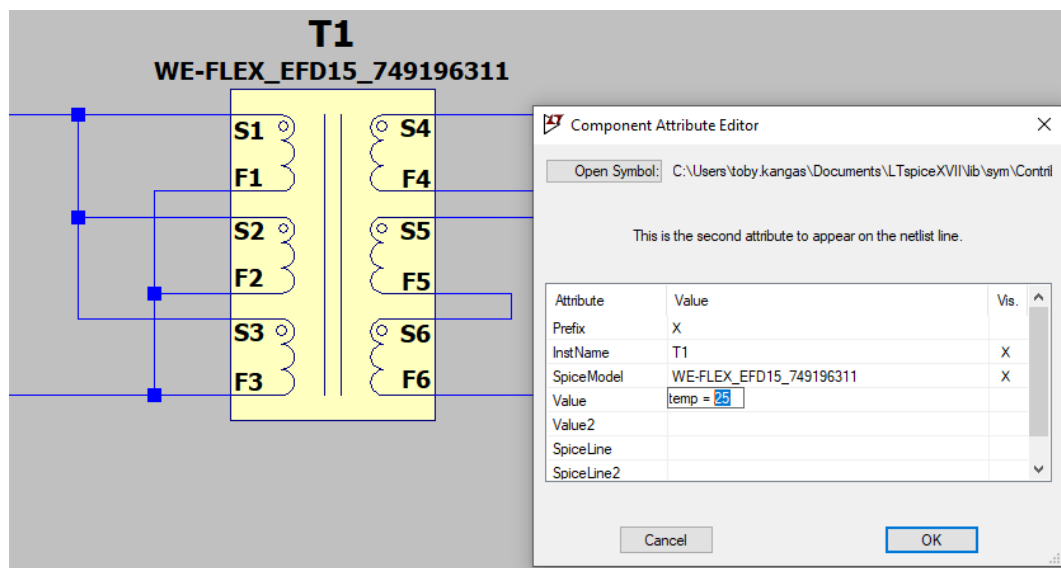 T1
WE-FLEX_EFD15_749196311
S1 S4
F1 F4
S2 S5
F2 F5
S3 S6
F3 F6
Component Attribute Editor
Open Symbol: C:\Users\toby.kangas\Documents\LTspiceXVII\lib\sym\Contril
This is the second attribute to appear on the netlist line.
Attribute Value Vis.
Prefix X
InstName T1 X
SpiceModel WE-FLEX_EFD15_749196311 X
Value temp = 25
Value2
SpiceLine
SpiceLine2
Cancel OK